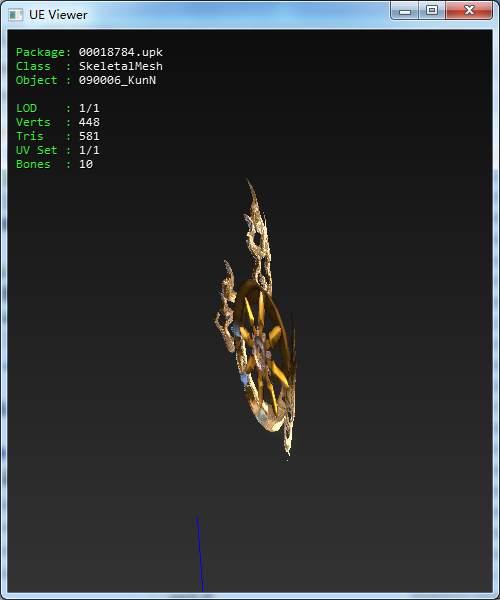 UE Viewer
Package: 00018784.upk
Class  : SkeletalMesh
Object : 090006_KunN
LOD    : 1/1
Verts  : 448
Tris   : 581
UV Set : 1/1
Bones  : 10